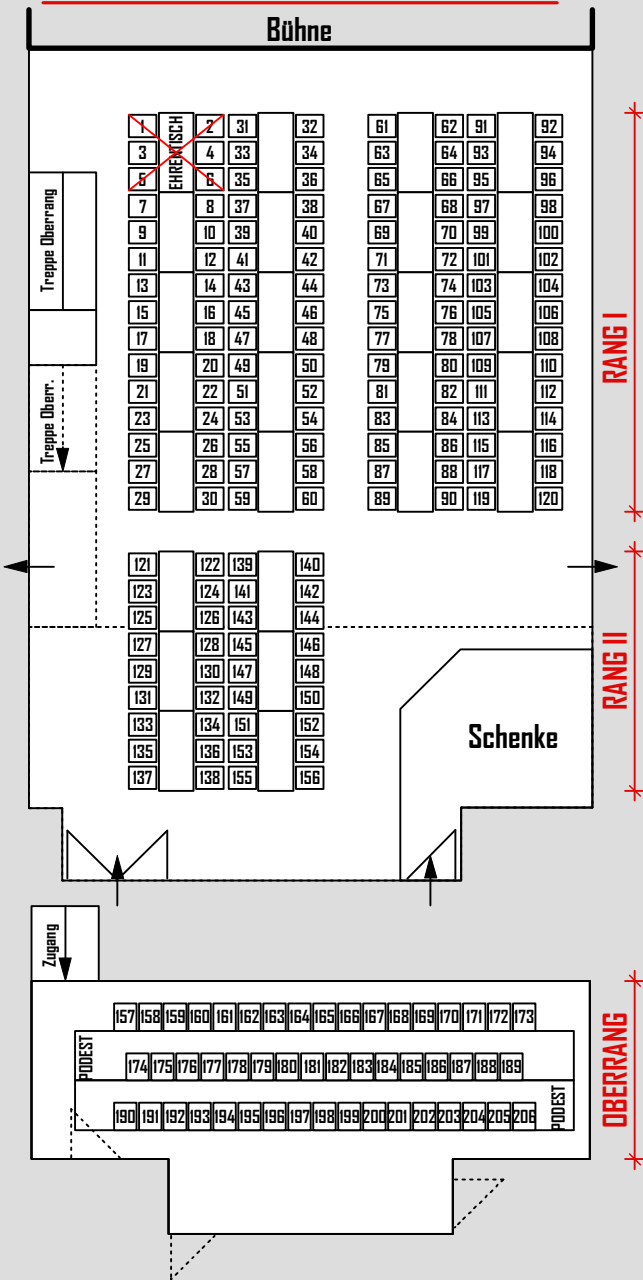 Bühne
1 EHRENTISCH 2 31 32 61 62 91 92
3 4 33 34 63 64 93 94
5 6 35 36 65 66 95 96
7 8 37 38 67 68 97 98
9 10 39 40 69 70 99 100
11 12 41 42 71 72 101 102
13 14 43 44 73 74 103 104
15 16 45 46 75 76 105 106
17 18 47 48 77 78 107 108
19 20 49 50 79 80 109 110
21 22 51 52 81 82 111 112
23 24 53 54 83 84 113 114
25 26 55 56 85 86 115 116
27 28 57 58 87 88 117 118
29 30 59 60 89 90 119 120
Treppe Oberrang
Treppe Oberr.
RANG I
121 122 139 140
123 124 141 142
125 126 143 144
127 128 145 146
129 130 147 148
131 132 149 150
133 134 151 152
135 136 153 154
137 138 155 156
Schenke
RANG II
Zugang
157 158 159 160 161 162 163 164 165 166 167 168 169 170 171 172 173
PODEST
174 175 176 177 178 179 180 181 182 183 184 185 186 187 188 189
190 191 192 193 194 195 196 197 198 199 200 201 202 203 204 205 206
PODEST
OBERRANG